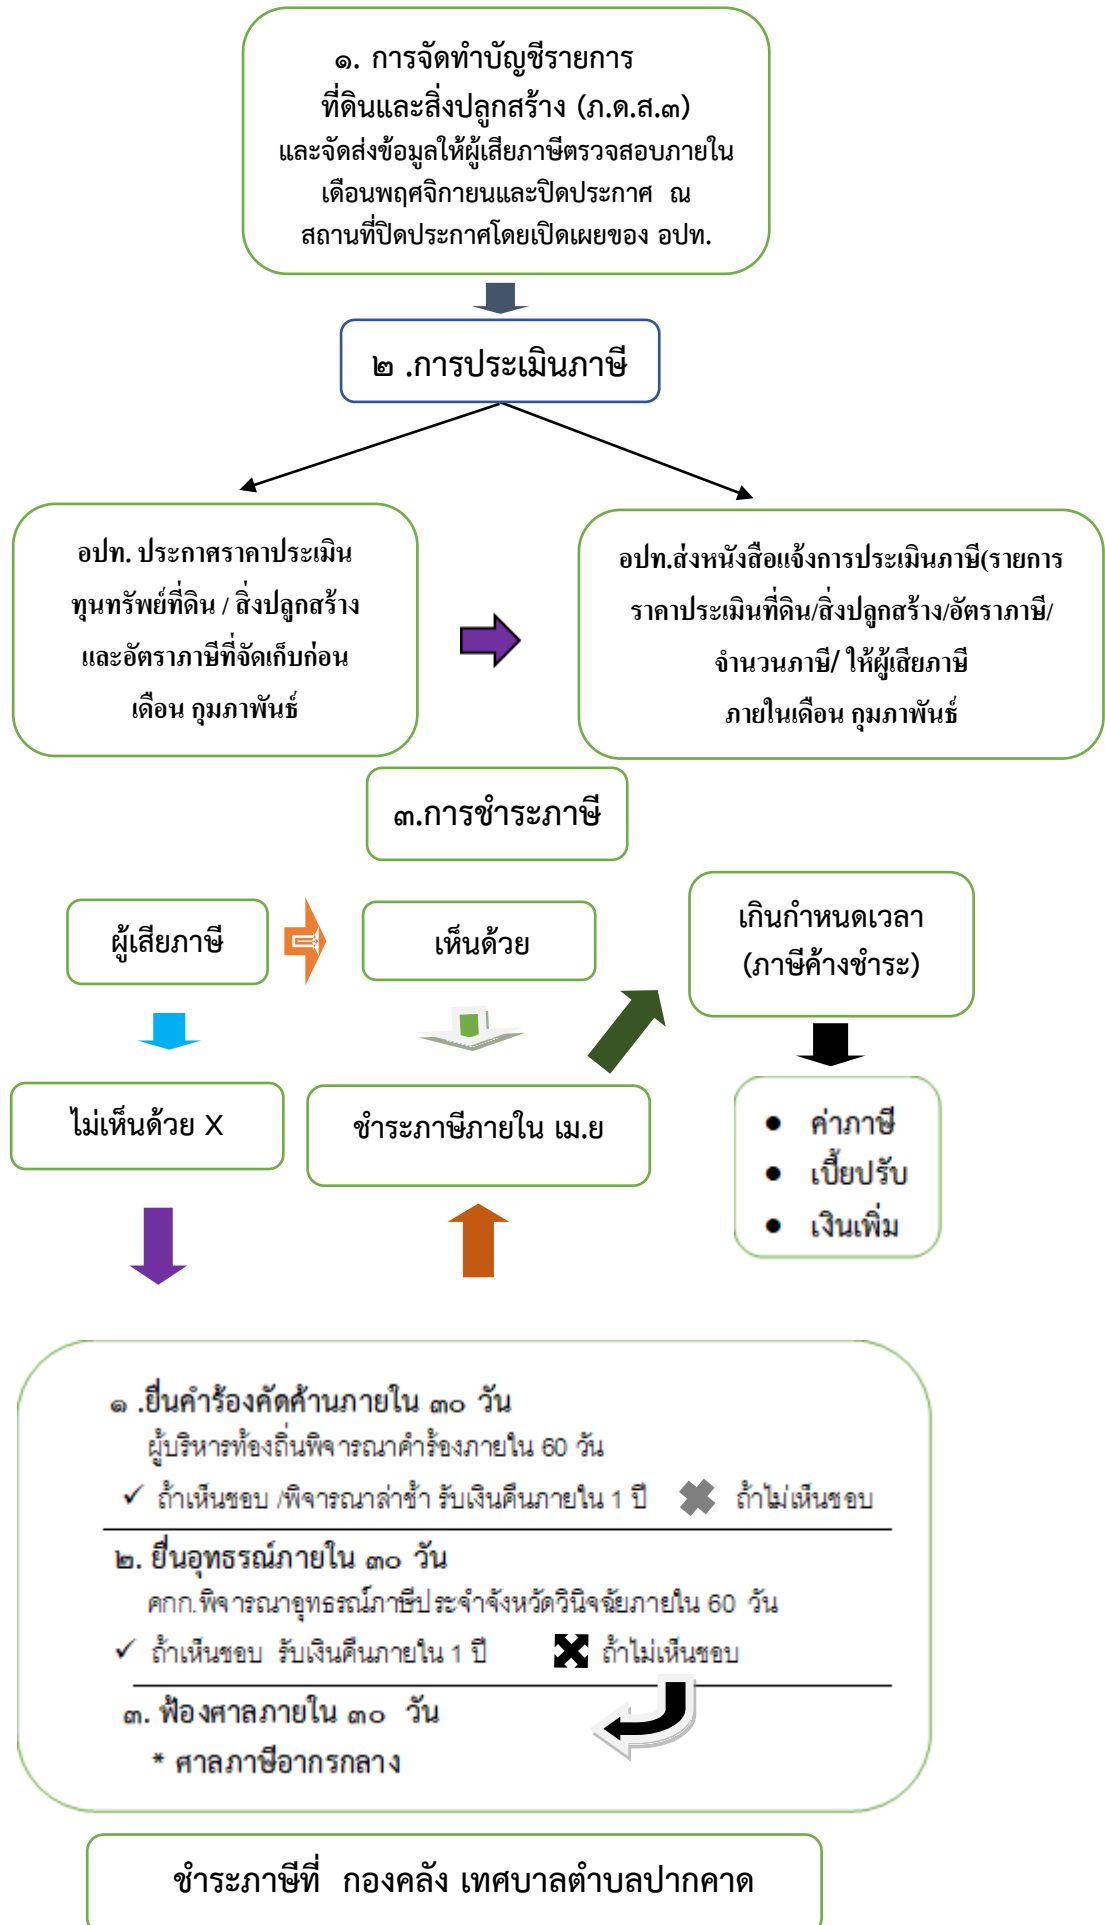 ๑. การจัดทำบัญชีรายการ
ที่ดินและสิ่งปลูกสร้าง (ภ.ด.ส.๓)
และจัดส่งข้อมูลให้ผู้เสียภาษีตรวจสอบภายใน
เดือนพฤศจิกายนและปิดประกาศ ณ
สถานที่ปิดประกาศโดยเปิดเผยของ อปท.
๒ .การประเมินภาษี
อปท. ประกาศราคาประเมิน
ทุนทรัพย์ที่ดิน / สิ่งปลูกสร้าง
และอัตราภาษีที่จัดเก็บก่อน
เดือน กุมภาพันธ์
อปท.ส่งหนังสือแจ้งการประเมินภาษี(รายการ
ราคาประเมินที่ดิน/สิ่งปลูกสร้าง/อัตราภาษี/
จำนวนภาษี/ ให้ผู้เสียภาษี
ภายในเดือน กุมภาพันธ์
๓.การชำระภาษี
ผู้เสียภาษี
เห็นด้วย
เกินกำหนดเวลา
(ภาษีค้างชำระ)
ไม่เห็นด้วย X
ชำระภาษีภายใน เม.ย
● ค่าภาษี
● เบี้ยปรับ
● เงินเพิ่ม
๑ .ยื่นคำร้องคัดค้านภายใน ๓๐ วัน
ผู้บริหารท้องถิ่นพิจารณาคำร้องภายใน 60 วัน
✓ ถ้าเห็นชอบ /พิจารณาล่าช้า รับเงินคืนภายใน 1 ปี ✖ ถ้าไม่เห็นชอบ
๒. ยื่นอุทธรณ์ภายใน ๓๐ วัน
คกก.พิจารณาอุทธรณ์ภาษีประจำจังหวัดวินิจฉัยภายใน 60 วัน
✓ ถ้าเห็นชอบ รับเงินคืนภายใน 1 ปี ✖ ถ้าไม่เห็นชอบ
๓. ฟ้องศาลภายใน ๓๐ วัน
* ศาลภาษีอากรกลาง
ชำระภาษีที่ กองคลัง เทศบาลตำบลปากคาด